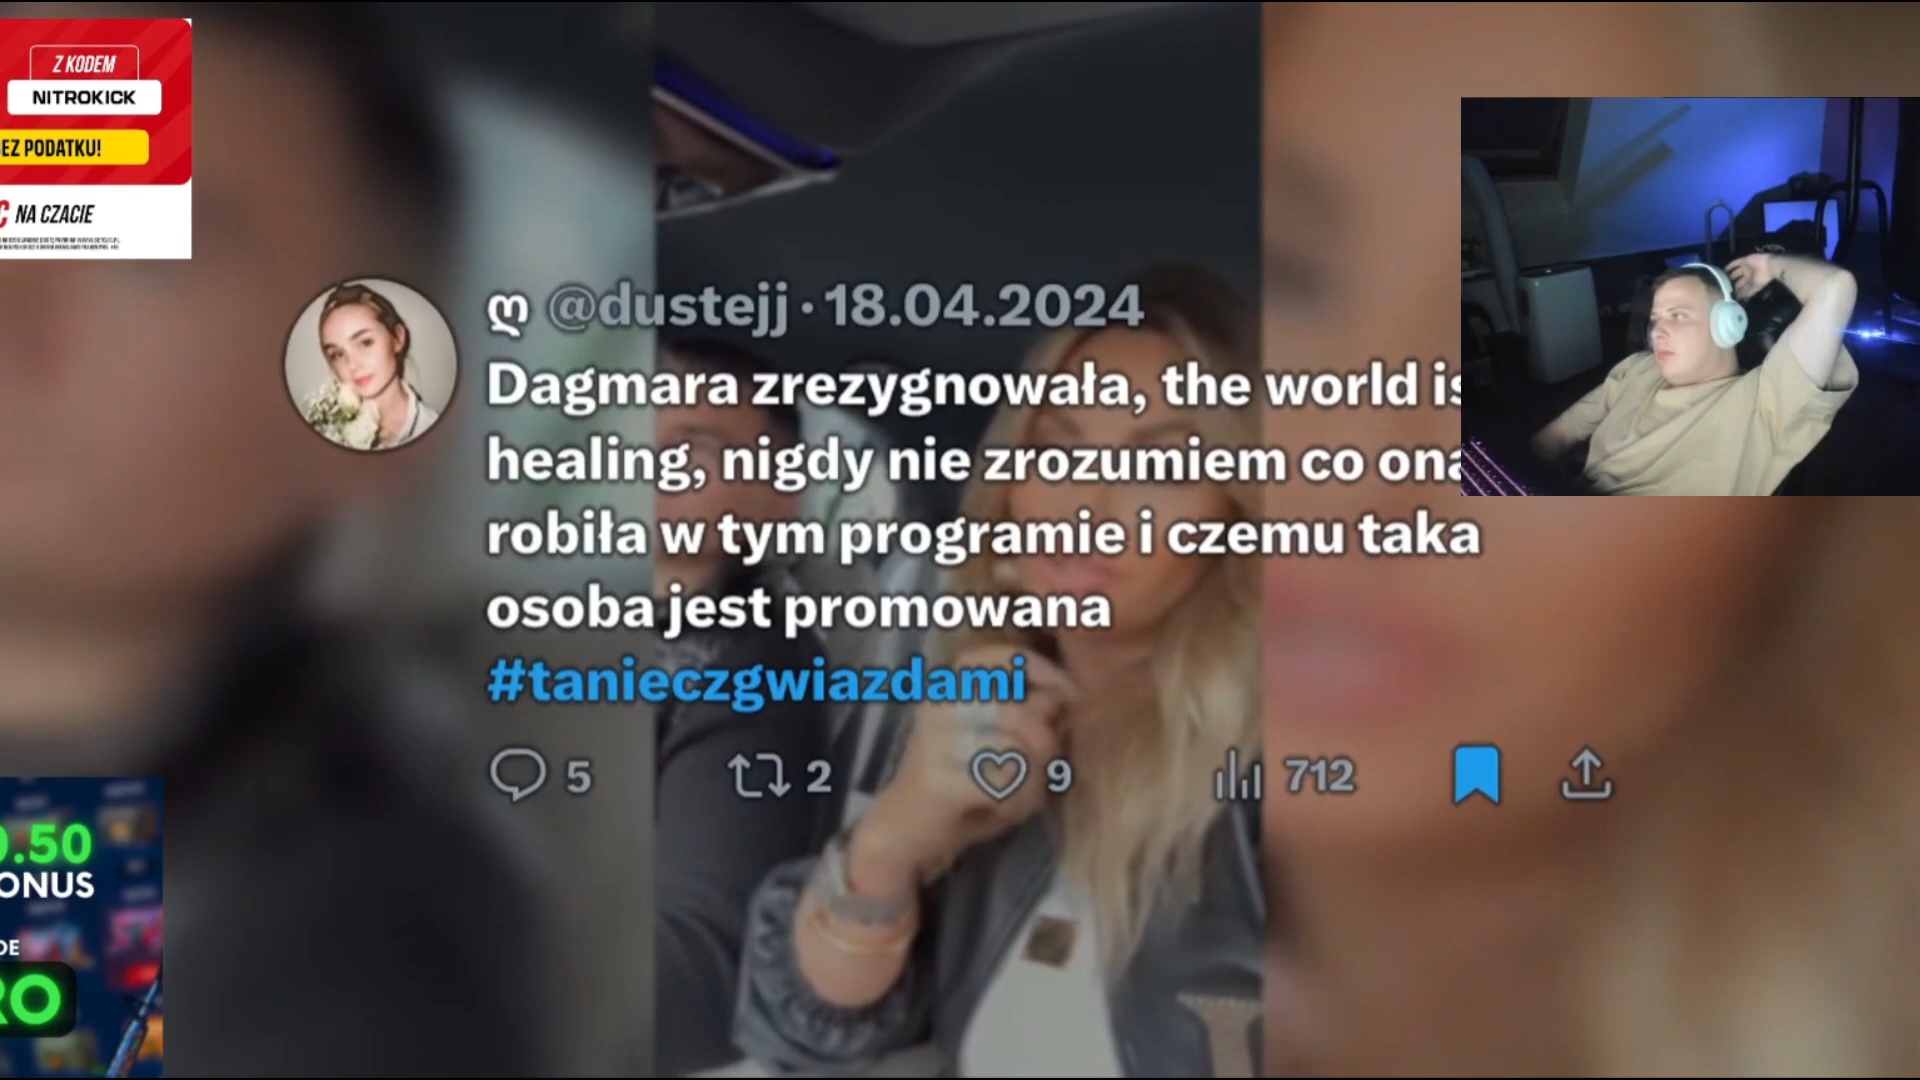 Z KODEM
NITROKICK
EZ PODATKU!
NA CZACIE
ღ @dustejj · 18.04.2024
Dagmara zrezygnowała, the world is
healing, nigdy nie zrozumiem co ona
robiła w tym programie i czemu taka
osoba jest promowana
#tanieczgwiazdami
5 2 9 712
0.50
ONUS
DE
RO